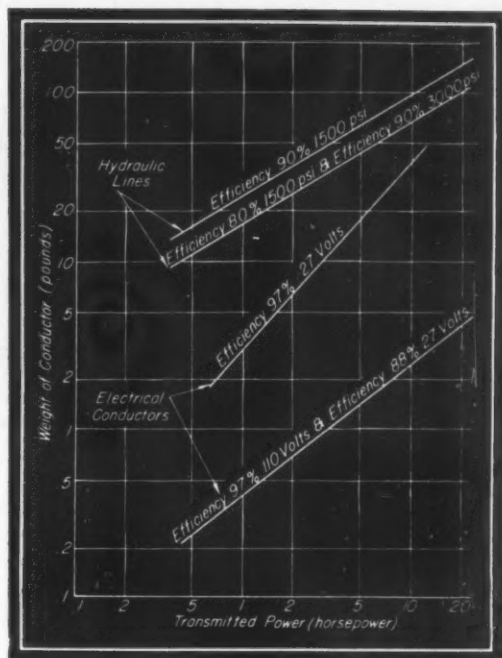 200
100
50
20
10
5
2
1
.5
.2
.1
Weight of Conductor (pounds)
Hydraulic
Lines
Efficiency 90% 1500 psi
Efficiency 80% 1500 psi & Efficiency 90% 3000 psi
Efficiency 97% 27 Volts
Electrical
Conductors
Efficiency 97% 110 Volts & Efficiency 88% 27 Volts
.1 .2 .5 1 2 5 10 20
Transmitted Power (horsepower)